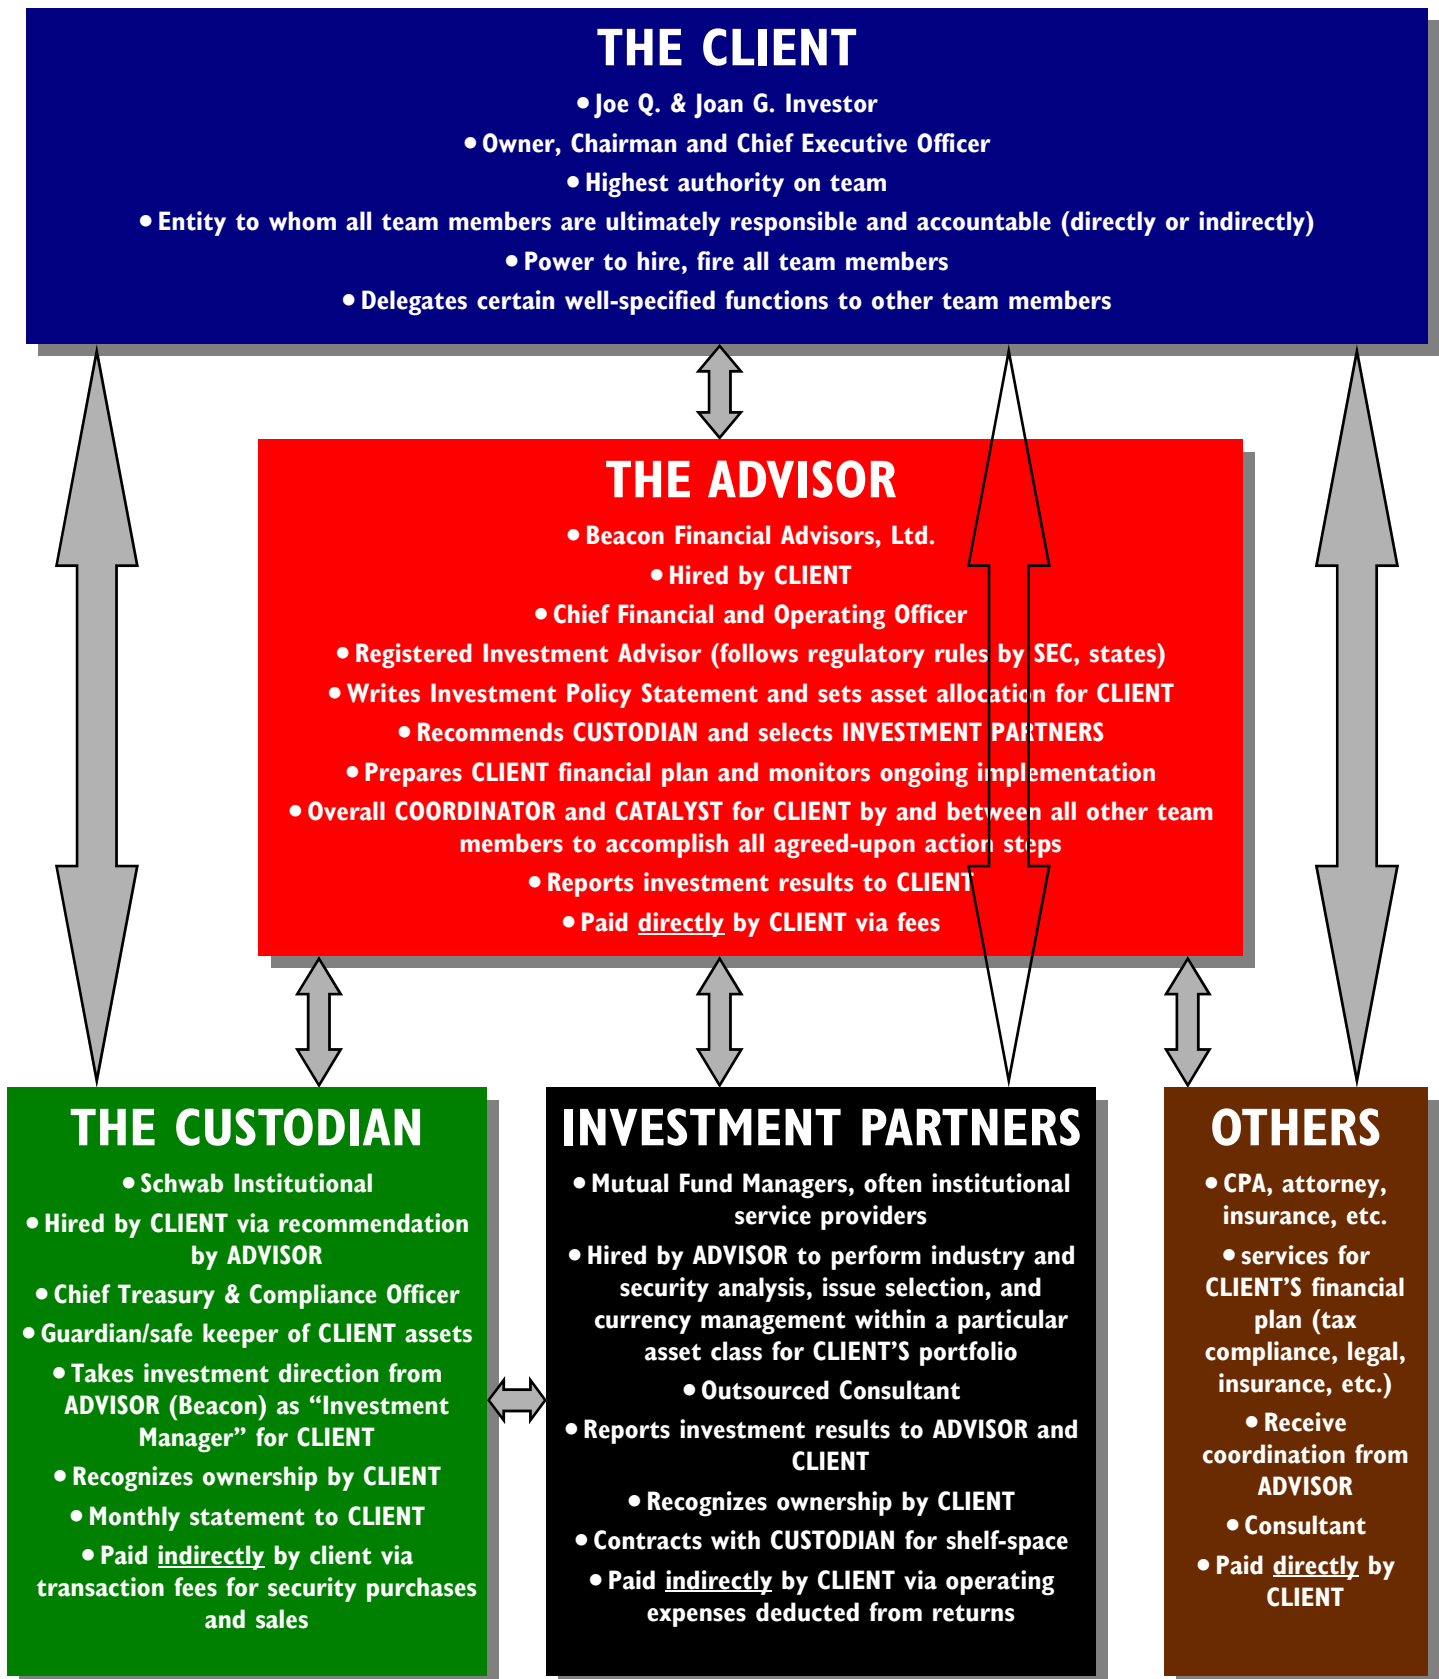 THE CLIENT
• Joe Q. & Joan G. Investor
• Owner, Chairman and Chief Executive Officer
• Highest authority on team
• Entity to whom all team members are ultimately responsible and accountable (directly or indirectly)
• Power to hire, fire all team members
• Delegates certain well-specified functions to other team members
THE ADVISOR
• Beacon Financial Advisors, Ltd.
• Hired by CLIENT
• Chief Financial and Operating Officer
• Registered Investment Advisor (follows regulatory rules by SEC, states)
• Writes Investment Policy Statement and sets asset allocation for CLIENT
• Recommends CUSTODIAN and selects INVESTMENT PARTNERS
• Prepares CLIENT financial plan and monitors ongoing implementation
• Overall COORDINATOR and CATALYST for CLIENT by and between all other team
members to accomplish all agreed-upon action steps
• Reports investment results to CLIENT
• Paid directly by CLIENT via fees
THE CUSTODIAN
• Schwab Institutional
• Hired by CLIENT via recommendation
by ADVISOR
• Chief Treasury & Compliance Officer
• Guardian/safe keeper of CLIENT assets
• Takes investment direction from
ADVISOR (Beacon) as “Investment
Manager” for CLIENT
• Recognizes ownership by CLIENT
• Monthly statement to CLIENT
• Paid indirectly by client via
transaction fees for security purchases
and sales
INVESTMENT PARTNERS
• Mutual Fund Managers, often institutional
service providers
• Hired by ADVISOR to perform industry and
security analysis, issue selection, and
currency management within a particular
asset class for CLIENT’S portfolio
• Outsourced Consultant
• Reports investment results to ADVISOR and
CLIENT
• Recognizes ownership by CLIENT
• Contracts with CUSTODIAN for shelf-space
• Paid indirectly by CLIENT via operating
expenses deducted from returns
OTHERS
• CPA, attorney,
insurance, etc.
• services for
CLIENT’S financial
plan (tax
compliance, legal,
insurance, etc.)
• Receive
coordination from
ADVISOR
• Consultant
• Paid directly by
CLIENT